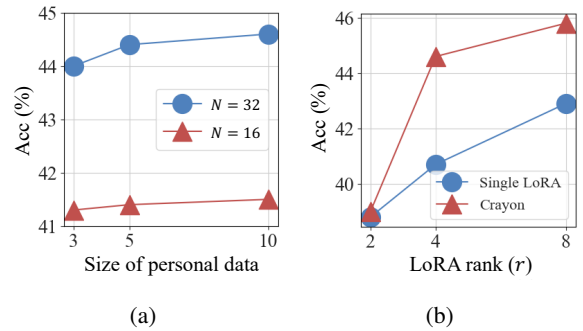 45
44
43
42
41
Acc (%)
N = 32
N = 16
3
5
10
Size of personal data
(a)
46
44
42
40
Acc (%)
Single LoRA
Crayon
2
4
8
LoRA rank (r)
(b)